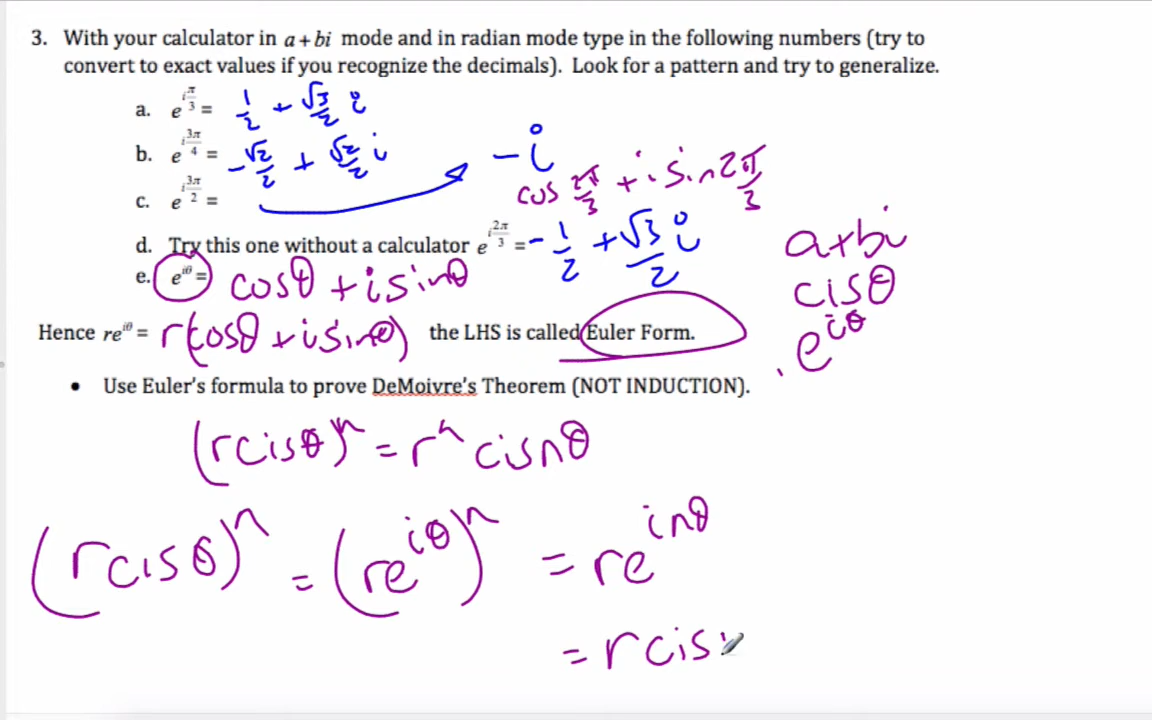 3. With your calculator in a + bi mode and in radian mode type in the following numbers (try to
convert to exact values if you recognize the decimals). Look for a pattern and try to generalize.
a. e^{iπ/3} = 1/2 + √3/2 i
b. e^{i3π/4} = -√2/2 + √2/2 i
c. e^{i3π/2} = -i
cos 2π/3 + i sin 2π/3
d. Try this one without a calculator e^{i2π/3} = -1/2 + √3/2 i
e. e^{iθ} = cosθ + i sinθ
a+bi
cisθ
e^{iθ}
Hence re^{iθ} = r(cosθ + i sinθ) the LHS is called Euler Form.
• Use Euler's formula to prove DeMoivre's Theorem (NOT INDUCTION).
(rcisθ)^n = r^n cisnθ
(rcisθ)^n = (re^{iθ})^n = re^{inθ}
= rcis